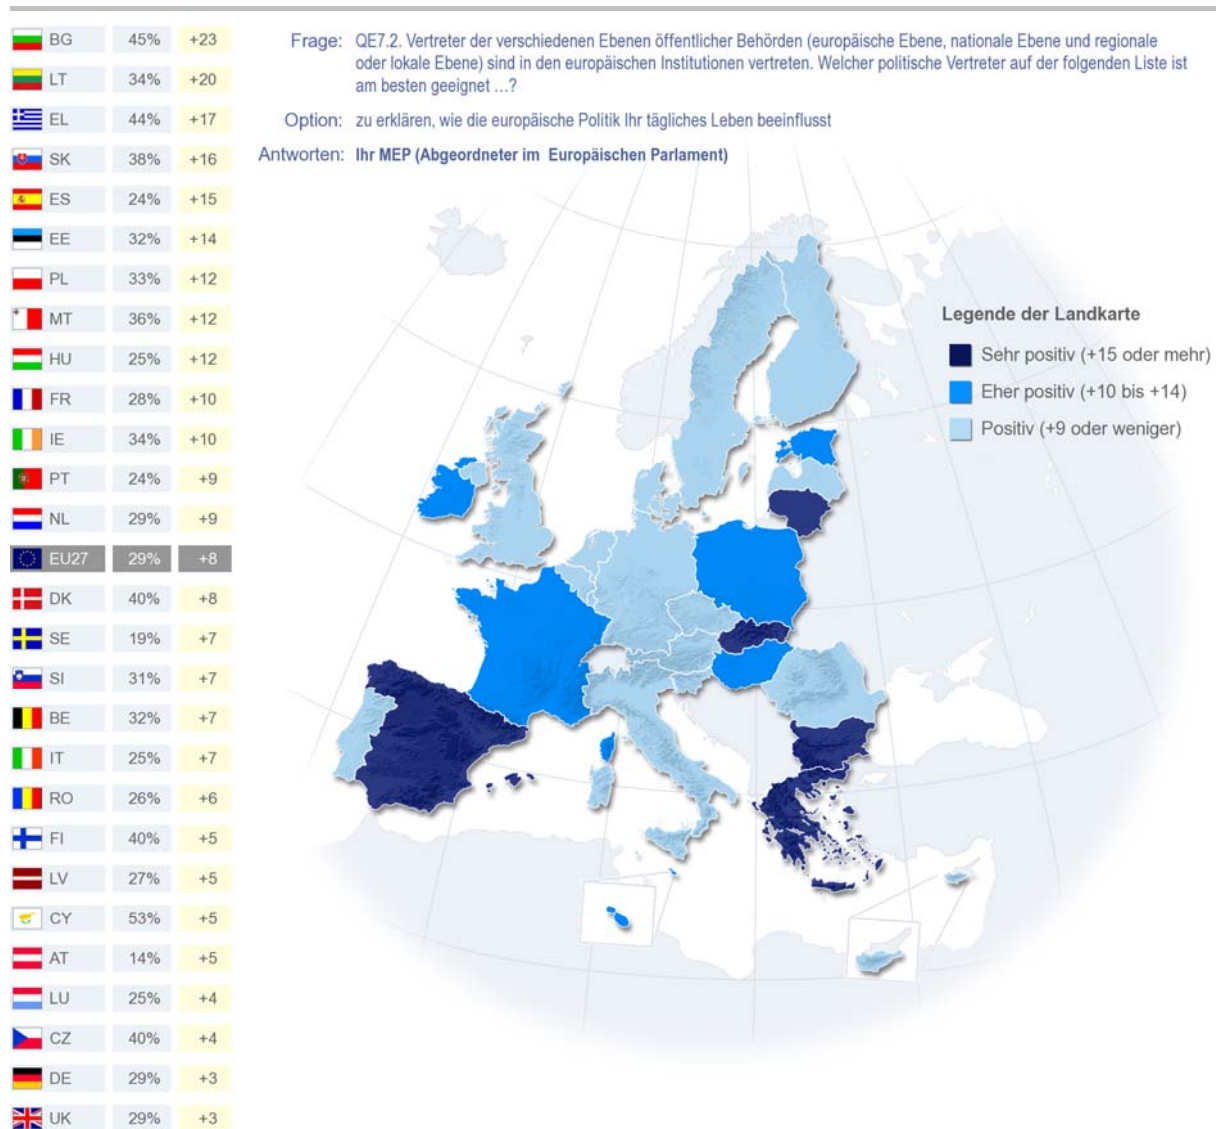 BG 45% +23
LT 34% +20
EL 44% +17
SK 38% +16
ES 24% +15
EE 32% +14
PL 33% +12
MT 36% +12
HU 25% +12
FR 28% +10
IE 34% +10
PT 24% +9
NL 29% +9
EU27 29% +8
DK 40% +8
SE 19% +7
SI 31% +7
BE 32% +7
IT 25% +7
RO 26% +6
FI 40% +5
LV 27% +5
CY 53% +5
AT 14% +5
LU 25% +4
CZ 40% +4
DE 29% +3
UK 29% +3
Frage: QE7.2. Vertreter der verschiedenen Ebenen öffentlicher Behörden (europäische Ebene, nationale Ebene und regionale
oder lokale Ebene) sind in den europäischen Institutionen vertreten. Welcher politische Vertreter auf der folgenden Liste ist
am besten geeignet …?
Option: zu erklären, wie die europäische Politik Ihr tägliches Leben beeinflusst
Antworten: Ihr MEP (Abgeordneter im Europäischen Parlament)
Legende der Landkarte
Sehr positiv (+15 oder mehr)
Eher positiv (+10 bis +14)
Positiv (+9 oder weniger)